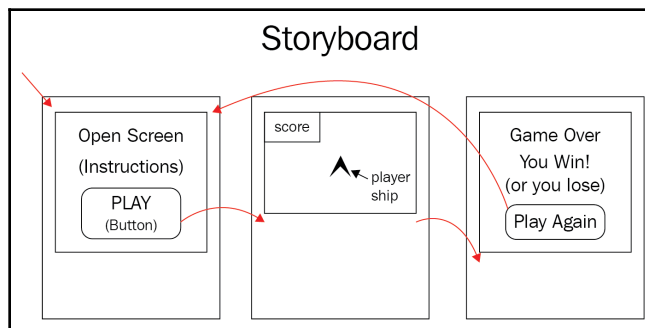 Storyboard
Open Screen
(Instructions)
PLAY
(Button)
score
player
ship
Game Over
You Win!
(or you lose)
Play Again